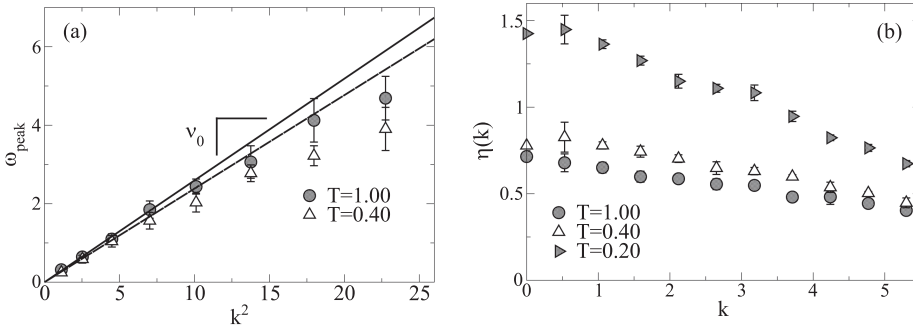 (a)
6
4
2
0
ω_peak
ν_0
T=1.00
T=0.40
0 5 10 15 20 25
k^2
(b)
1.5
1
0.5
0
η(k)
T=1.00
T=0.40
T=0.20
0 1 2 3 4 5
k